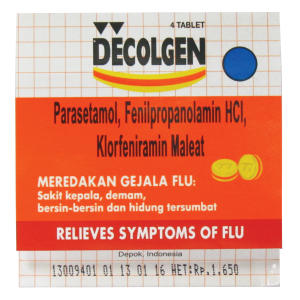 4 TABLET
DECOLGEN
Parasetamol, Fenilpropanolamin HCl,
Klorfeniramin Maleat
MEREDAKAN GEJALA FLU:
Sakit kepala, demam,
bersin-bersin dan hidung tersumbat
RELIEVES SYMPTOMS OF FLU
Depok, Indonesia
13009401 01 13 01 16 HET:Rp.1.650